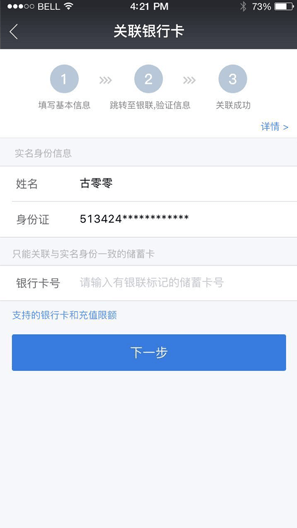 BELL 4:21 PM 73%
关联银行卡
1 2 3
填写基本信息 跳转至银联,验证信息 关联成功
详情 >
实名身份信息
姓名 古零零
身份证 513424************
只能关联与实名身份一致的储蓄卡
银行卡号 请输入有银联标记的储蓄卡号
支持的银行卡和充值限额
下一步